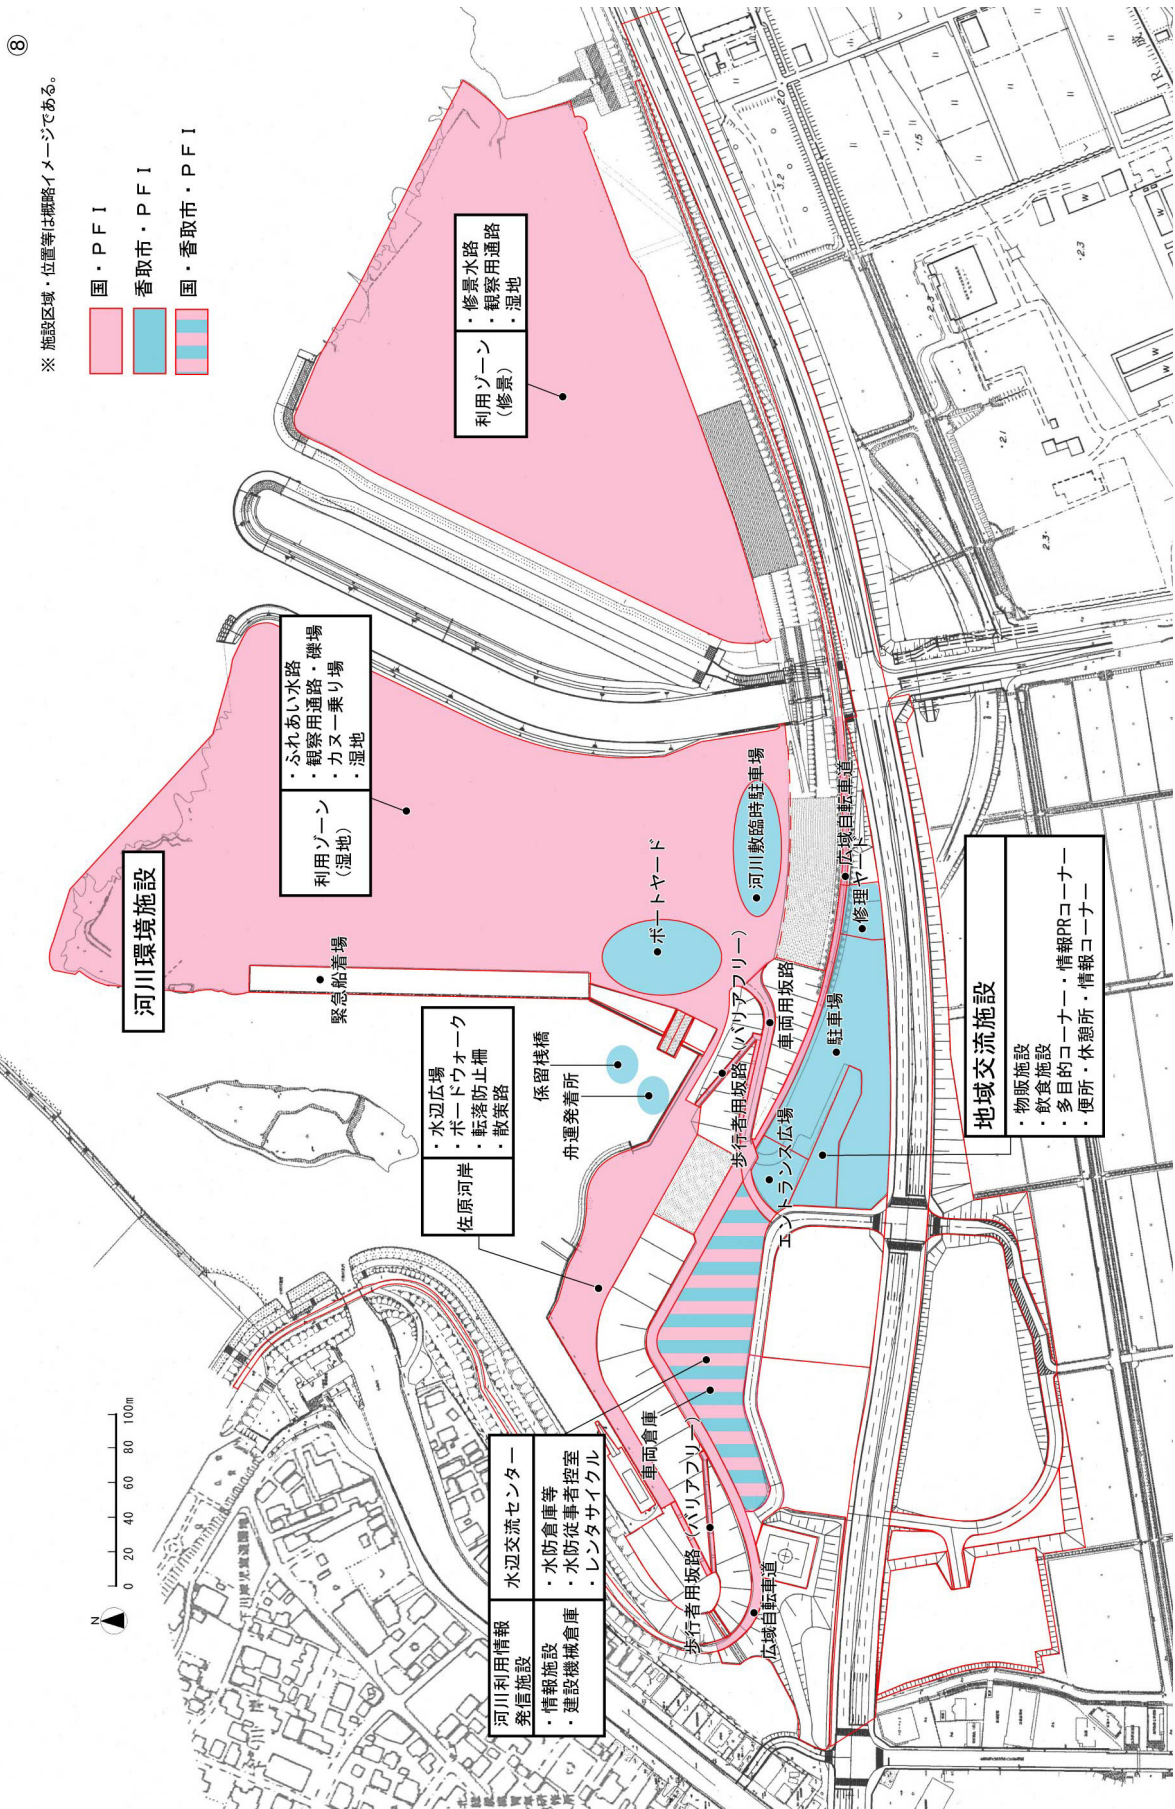 ⑧
※ 施設区域・位置等は概略イメージである。
国・ＰＦＩ
香取市・ＰＦＩ
国・香取市・ＰＦＩ
河川環境施設
利用ゾーン
(修景)
・修景水路
・観察用通路
・湿地
利用ゾーン
(湿地)
・ふれあい水路
・観察用通路・礫場
・カヌー乗り場
・湿地
緊急船着場
ボートヤード
河川敷臨時駐車場
係留桟橋
舟運発着所
佐原河岸
・水辺広場
・ボードウォーク
・転落防止柵
・散策路
歩行者用坂路（バリアフリー）
車両用坂路
広域自転車道
修理ヤード
駐車場
エントランス広場
地域交流施設
・物販施設
・飲食施設
・多目的コーナー・情報PRコーナー
・便所・休憩所・情報コーナー
河川利用情報
発信施設
・情報施設
・建設機械倉庫
水辺交流センター
・水防倉庫等
・水防従事者控室
・レンタサイクル
車両倉庫
歩行者用坂路（バリアフリー）
広域自転車道
N
0 20 40 60 80 100m